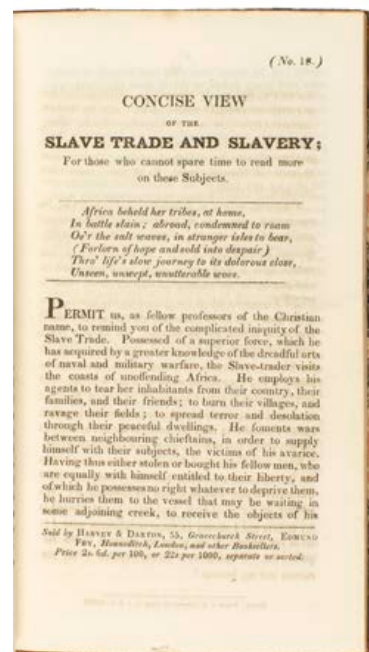 (No. 18.)
CONCISE VIEW
OF THE
SLAVE TRADE AND SLAVERY;
For those who cannot spare time to read more
on these Subjects.
Africa beheld her tribes, at home,
In battle slain; abroad, condemned to roam
O'er the salt waves, in stranger isles to bear,
(Forlorn of hope and sold into despair)
Thro' life's slow journey to its dolorous close,
Unseen, unwept, unutterable woes.
PERMIT us, as fellow professors of the Christian
name, to remind you of the complicated iniquity of the
Slave Trade. Possessed of a superior force, which he
has acquired by a greater knowledge of the dreadful arts
of naval and military warfare, the Slave-trader visits
the coasts of unoffending Africa. He employs his
agents to tear her inhabitants from their country, their
families, and their friends; to burn their villages, and
ravage their fields; to spread terror and desolation
through their peaceful dwellings. He foments wars
between neighbouring chieftains, in order to supply
himself with their subjects, the victims of his avarice.
Having thus either stolen or bought his fellow men, who
are equally with himself entitled to their liberty, and
of which he possesses no right whatever to deprive them,
he hurries them to the vessel that may be waiting in
some adjoining creek, to receive the objects of his
Sold by HARVEY & DARTON, 55, Gracechurch Street, EDMUND
FRY, Houndsditch, London, and other Booksellers.
Price 2s. 6d. per 100, or 22s per 1000, separate or sorted.